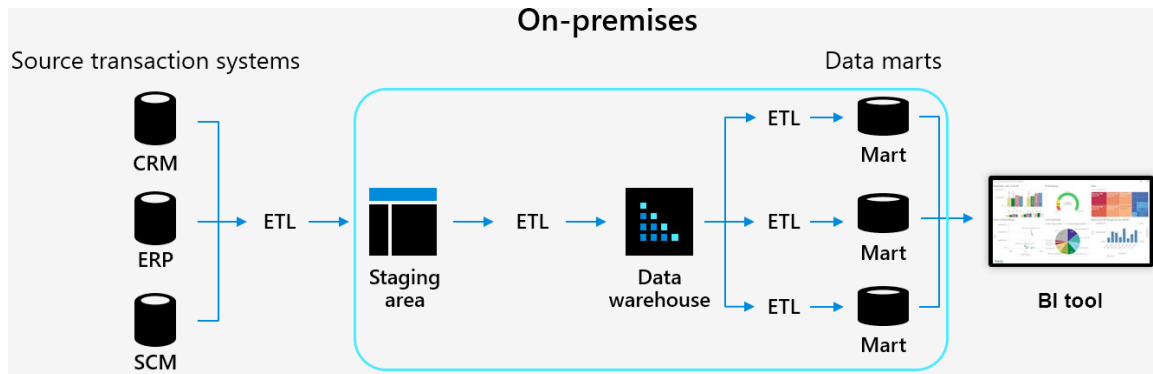 On-premises
Source transaction systems
Data marts
CRM
ERP
SCM
ETL
Staging
area
ETL
Data
warehouse
ETL
ETL
ETL
Mart
Mart
Mart
BI tool